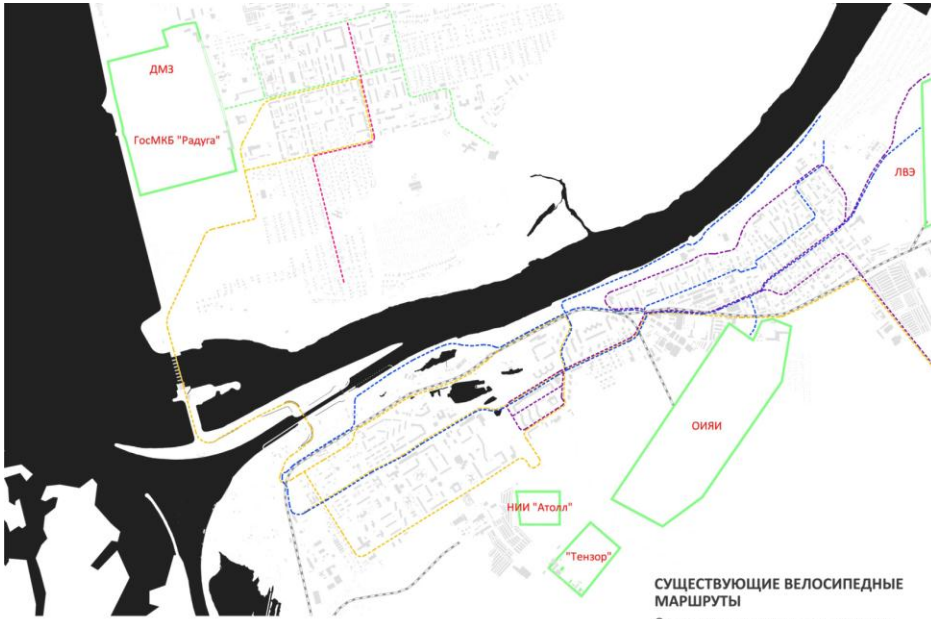 ДМЗ
ГосМКБ "Радуга"
ЛВЭ
ОИЯИ
НИИ "Атолл"
"Тензор"
СУЩЕСТВУЮЩИЕ ВЕЛОСИПЕДНЫЕ
МАРШРУТЫ